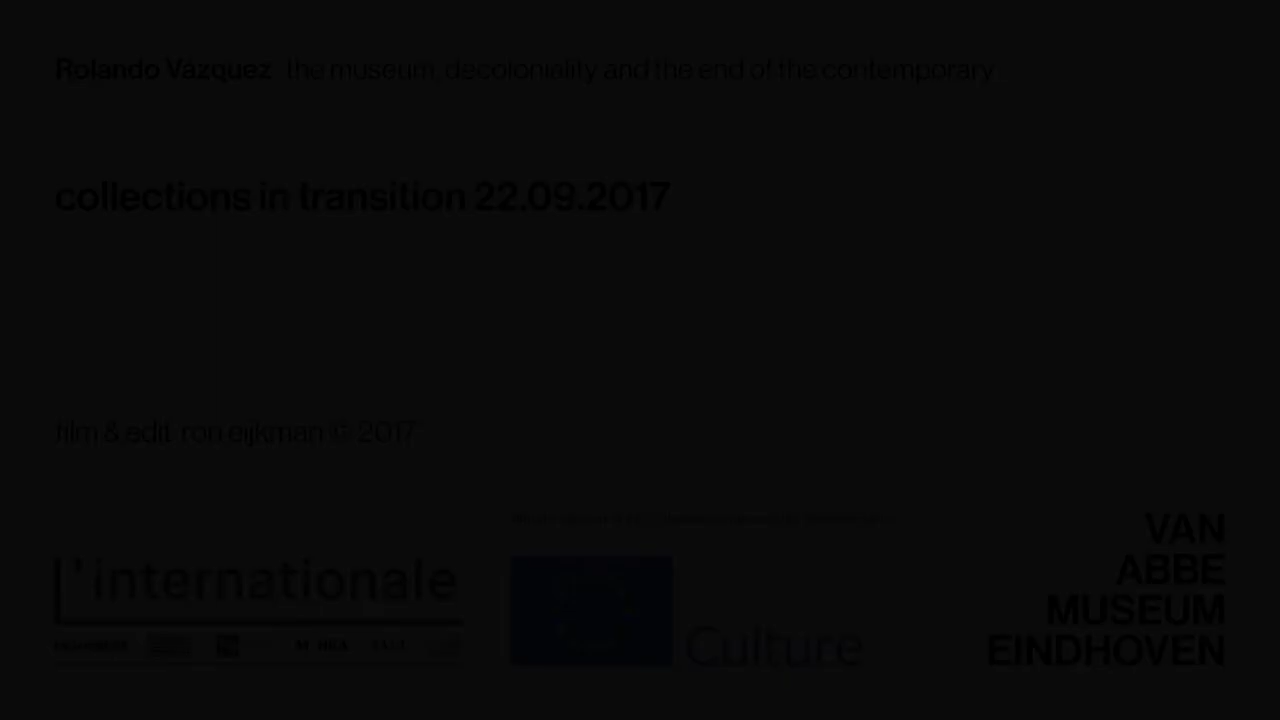 Rolando Vázquez the museum, decoloniality and the end of the contemporary
collections in transition 22.09.2017
film & edit ron eijkman © 2017
l'internationale
Culture
VAN
ABBE
MUSEUM
EINDHOVEN